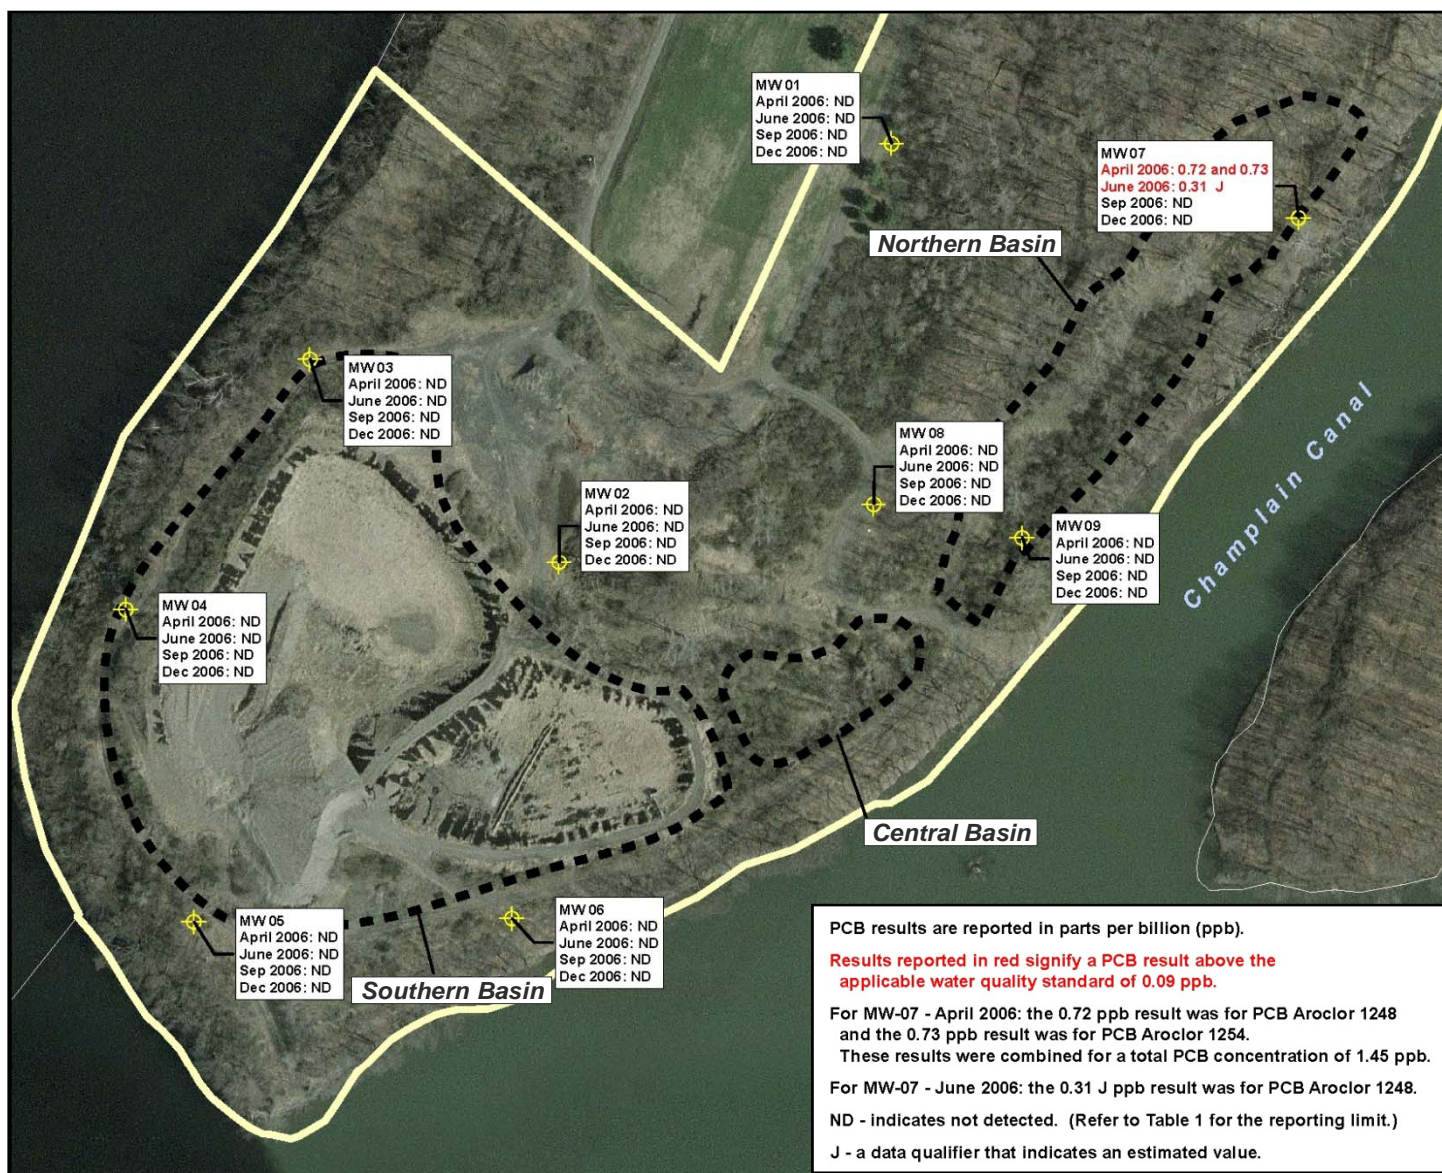 MW 01
April 2006: ND
June 2006: ND
Sep 2006: ND
Dec 2006: ND
MW 07
April 2006: 0.72 and 0.73
June 2006: 0.31 J
Sep 2006: ND
Dec 2006: ND
Northern Basin
MW 03
April 2006: ND
June 2006: ND
Sep 2006: ND
Dec 2006: ND
MW 08
April 2006: ND
June 2006: ND
Sep 2006: ND
Dec 2006: ND
MW 02
April 2006: ND
June 2006: ND
Sep 2006: ND
Dec 2006: ND
MW 09
April 2006: ND
June 2006: ND
Sep 2006: ND
Dec 2006: ND
Champlain Canal
MW 04
April 2006: ND
June 2006: ND
Sep 2006: ND
Dec 2006: ND
Central Basin
MW 05
April 2006: ND
June 2006: ND
Sep 2006: ND
Dec 2006: ND
MW 06
April 2006: ND
June 2006: ND
Sep 2006: ND
Dec 2006: ND
Southern Basin
PCB results are reported in parts per billion (ppb).
Results reported in red signify a PCB result above the
applicable water quality standard of 0.09 ppb.
For MW-07 - April 2006: the 0.72 ppb result was for PCB Aroclor 1248
and the 0.73 ppb result was for PCB Aroclor 1254.
These results were combined for a total PCB concentration of 1.45 ppb.
For MW-07 - June 2006: the 0.31 J ppb result was for PCB Aroclor 1248.
ND - indicates not detected. (Refer to Table 1 for the reporting limit.)
J - a data qualifier that indicates an estimated value.